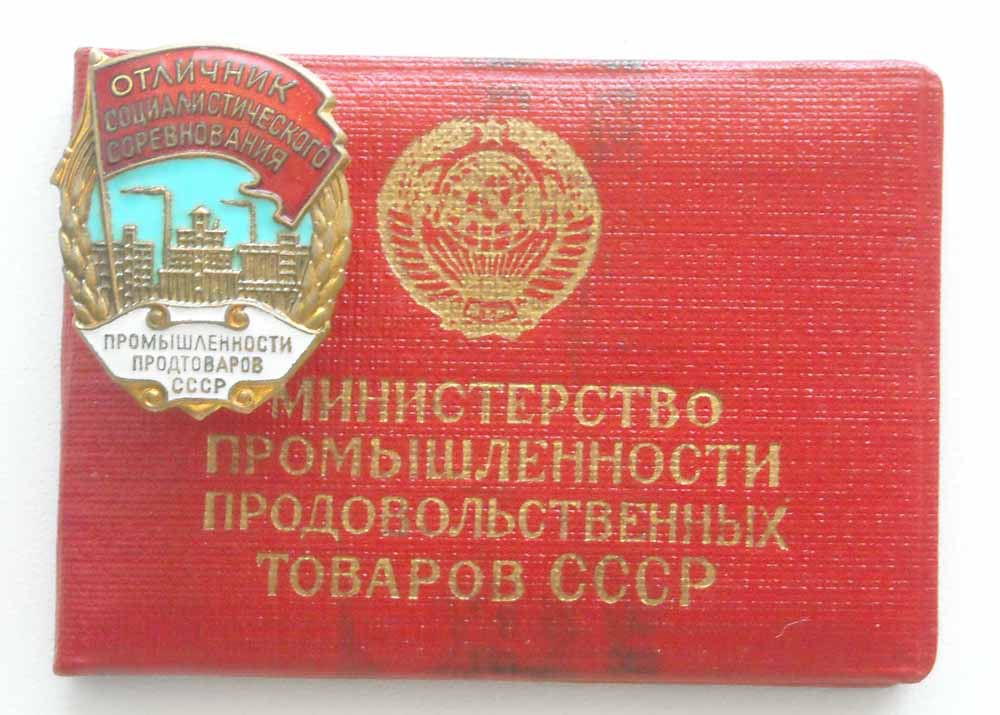 ОТЛИЧНИК
СОЦИАЛИСТИЧЕСКОГО
СОРЕВНОВАНИЯ
ПРОМЫШЛЕННОСТИ
ПРОДТОВАРОВ
СССР
МИНИСТЕРСТВО
ПРОМЫШЛЕННОСТИ
ПРОДОВОЛЬСТВЕННЫХ
ТОВАРОВ СССР